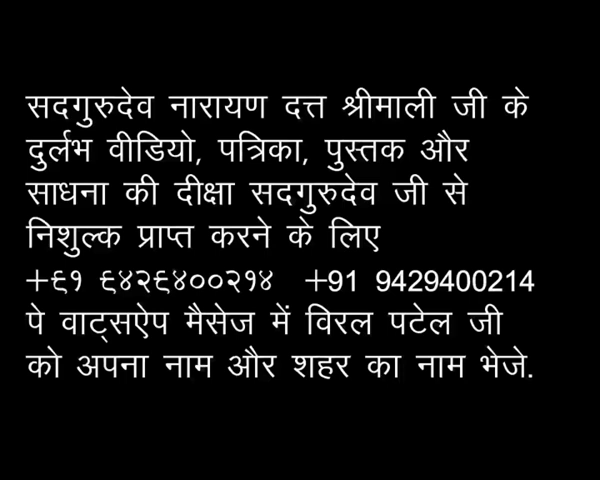 सदगुरुदेव नारायण दत्त श्रीमाली जी के
दुर्लभ वीडियो, पत्रिका, पुस्तक और
साधना की दीक्षा सदगुरुदेव जी से
निशुल्क प्राप्त करने के लिए
+९१ ९४२९४००२१४ +91 9429400214
पे वाट्सऐप मैसेज में विरल पटेल जी
को अपना नाम और शहर का नाम भेजे.